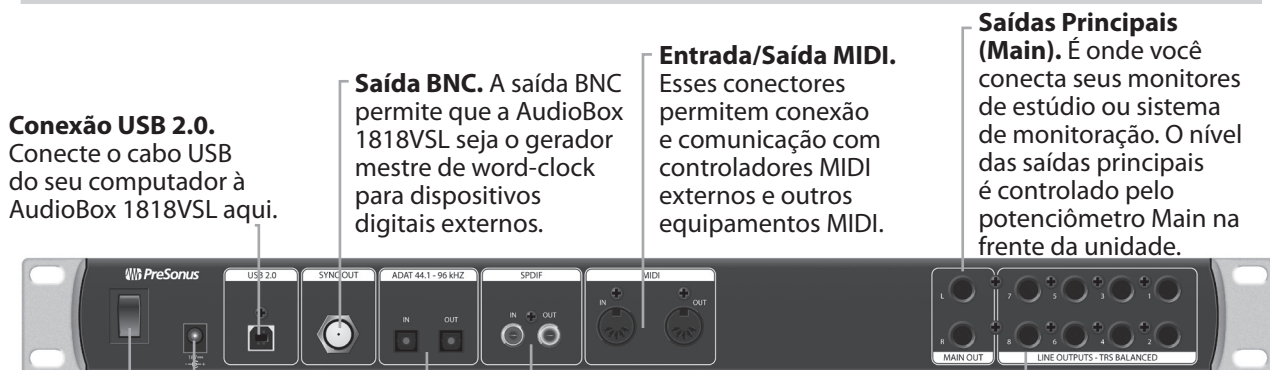 Conexão USB 2.0.
Conecte o cabo USB
do seu computador à
AudioBox 1818VSL aqui.
Saída BNC. A saída BNC
permite que a AudioBox
1818VSL seja o gerador
mestre de word-clock
para dispositivos
digitais externos.
Entrada/Saída MIDI.
Esses conectores
permitem conexão
e comunicação com
controladores MIDI
externos e outros
equipamentos MIDI.
Saídas Principais
(Main). É onde você
conecta seus monitores
de estúdio ou sistema
de monitoração. O nível
das saídas principais
é controlado pelo
potenciômetro Main na
frente da unidade.
PreSonus
USB 2.0
SYNC OUT
ADAT 44.1 - 96 kHZ
SPDIF
MIDI
IN OUT
IN OUT
IN OUT
L 7 5 3 1
R 8 6 4 2
MAIN OUT
LINE OUTPUTS - TRS BALANCED